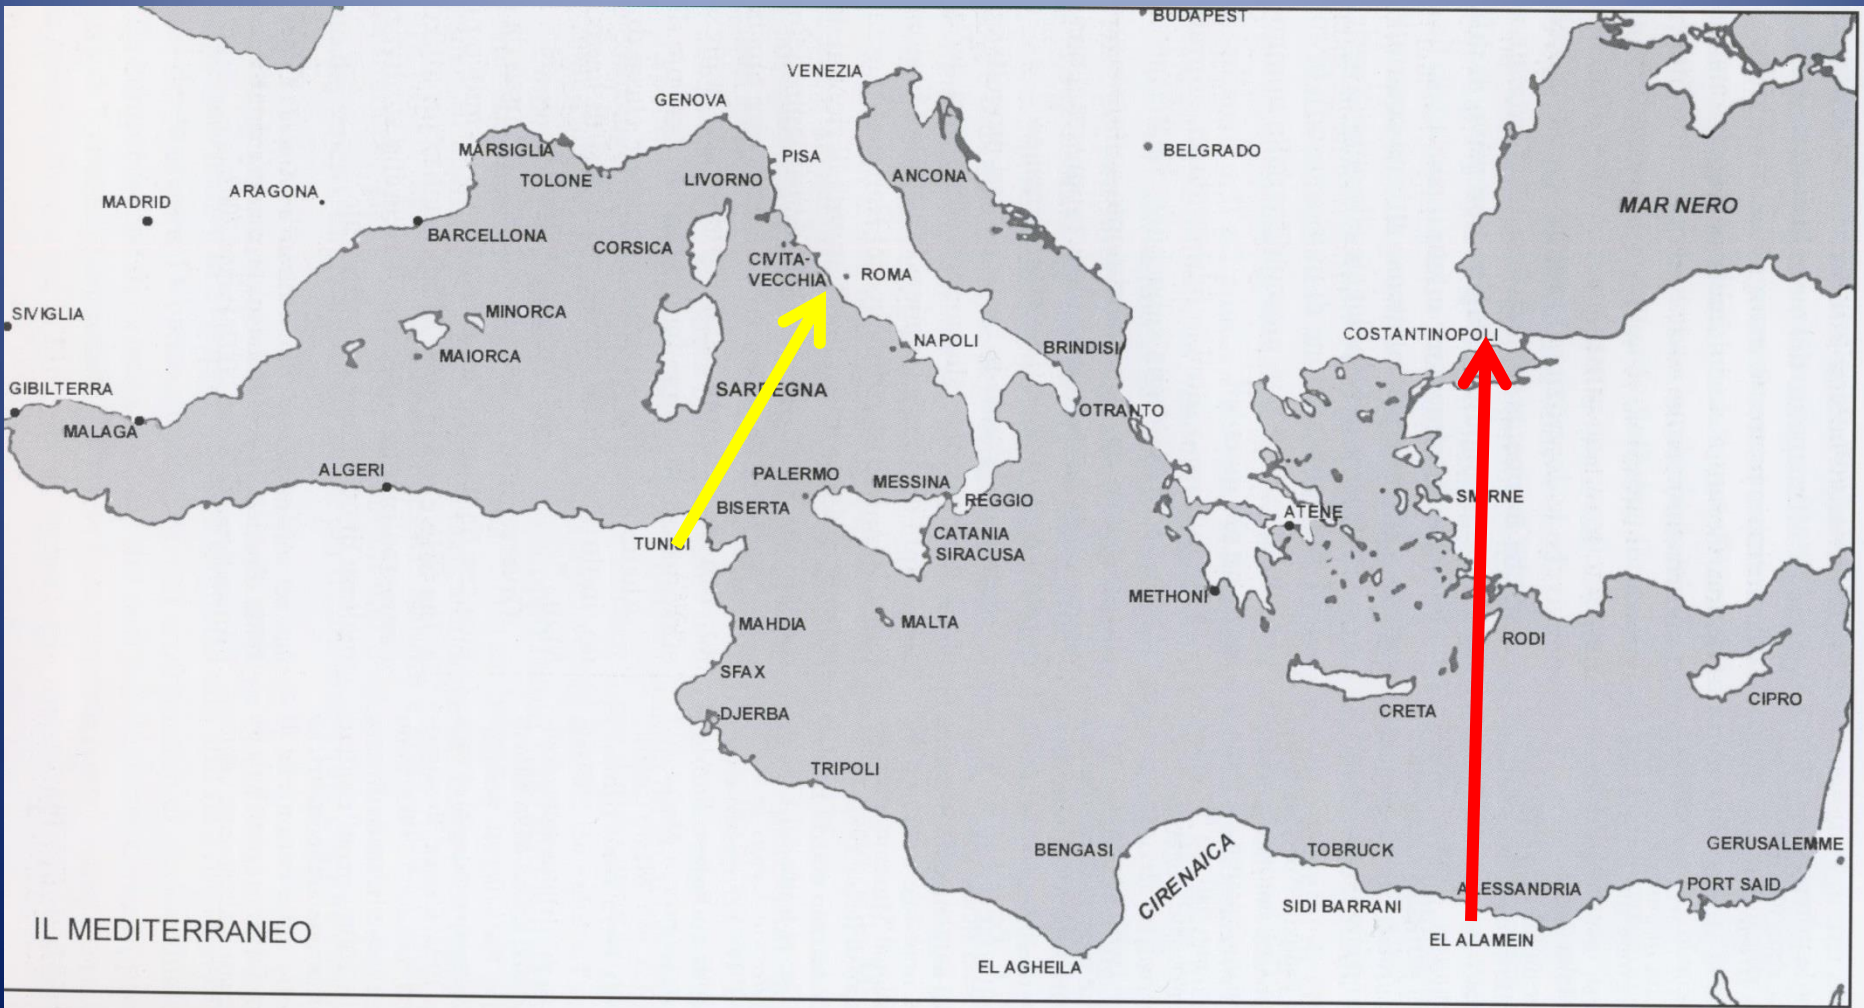 BUDAPEST
VENEZIA
GENOVA
MARSIGLIA
PISA
BELGRADO
TOLONE
LIVORNO
ANCONA
ARAGONA
MADRID
MAR NERO
BARCELLONA
CORSICA
CIVITA-
VECCHIA
ROMA
SIVIGLIA
MINORCA
COSTANTINOPOLI
NAPOLI
BRINDISI
MAIORCA
GIBILTERRA
SARDEGNA
OTRANTO
MALAGA
ALGERI
PALERMO
MESSINA
REGGIO
SMIRNE
BISERTA
ATENE
CATANIA
TUNISI
SIRACUSA
METHONI
MAHDIA
MALTA
RODI
SFAX
CIPRO
DJERBA
CRETA
TRIPOLI
BENGASI
CIRENAICA
TOBRUCK
GERUSALEMME
ALESSANDRIA
PORT SAID
SIDI BARRANI
IL MEDITERRANEO
EL ALAMEIN
EL AGHEILA